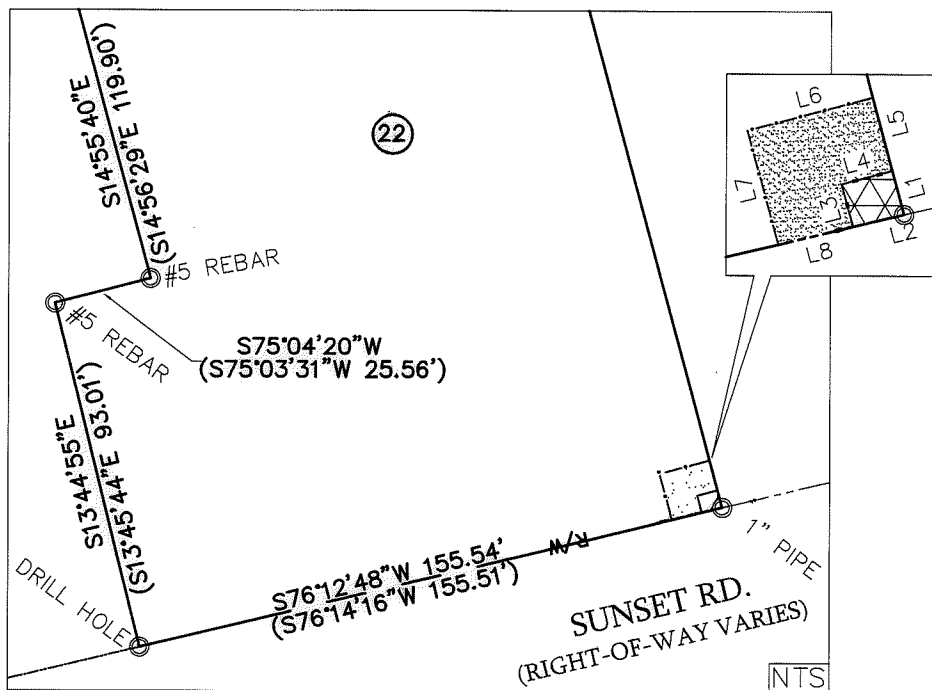 S14°55'40"E
(S14°56'29"E 119.90')
22
#5 REBAR
#5 REBAR
S75°04'20"W
(S75°03'31"W 25.56')
S13°44'55"E
(S13°45'44"E 93.01')
DRILL HOLE
S76°12'48"W 155.54'
(S76°14'16"W 155.51')
R/W
1" PIPE
SUNSET RD.
(RIGHT-OF-WAY VARIES)
NTS
L6
L5
L4
L7
L3
L1
L2
L8